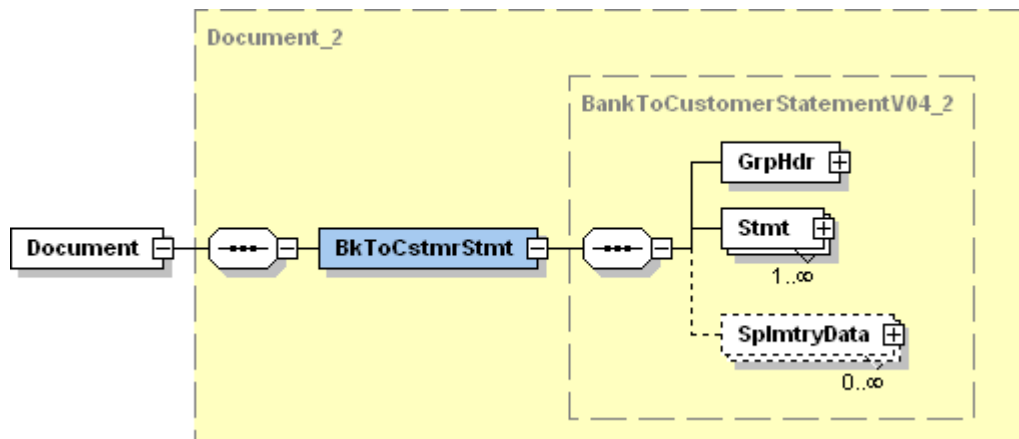 Document_2
BankToCustomerStatementV04_2
GrpHdr
Document
BkToCstmrStmt
Stmt
1..∞
SplmtryData
0..∞